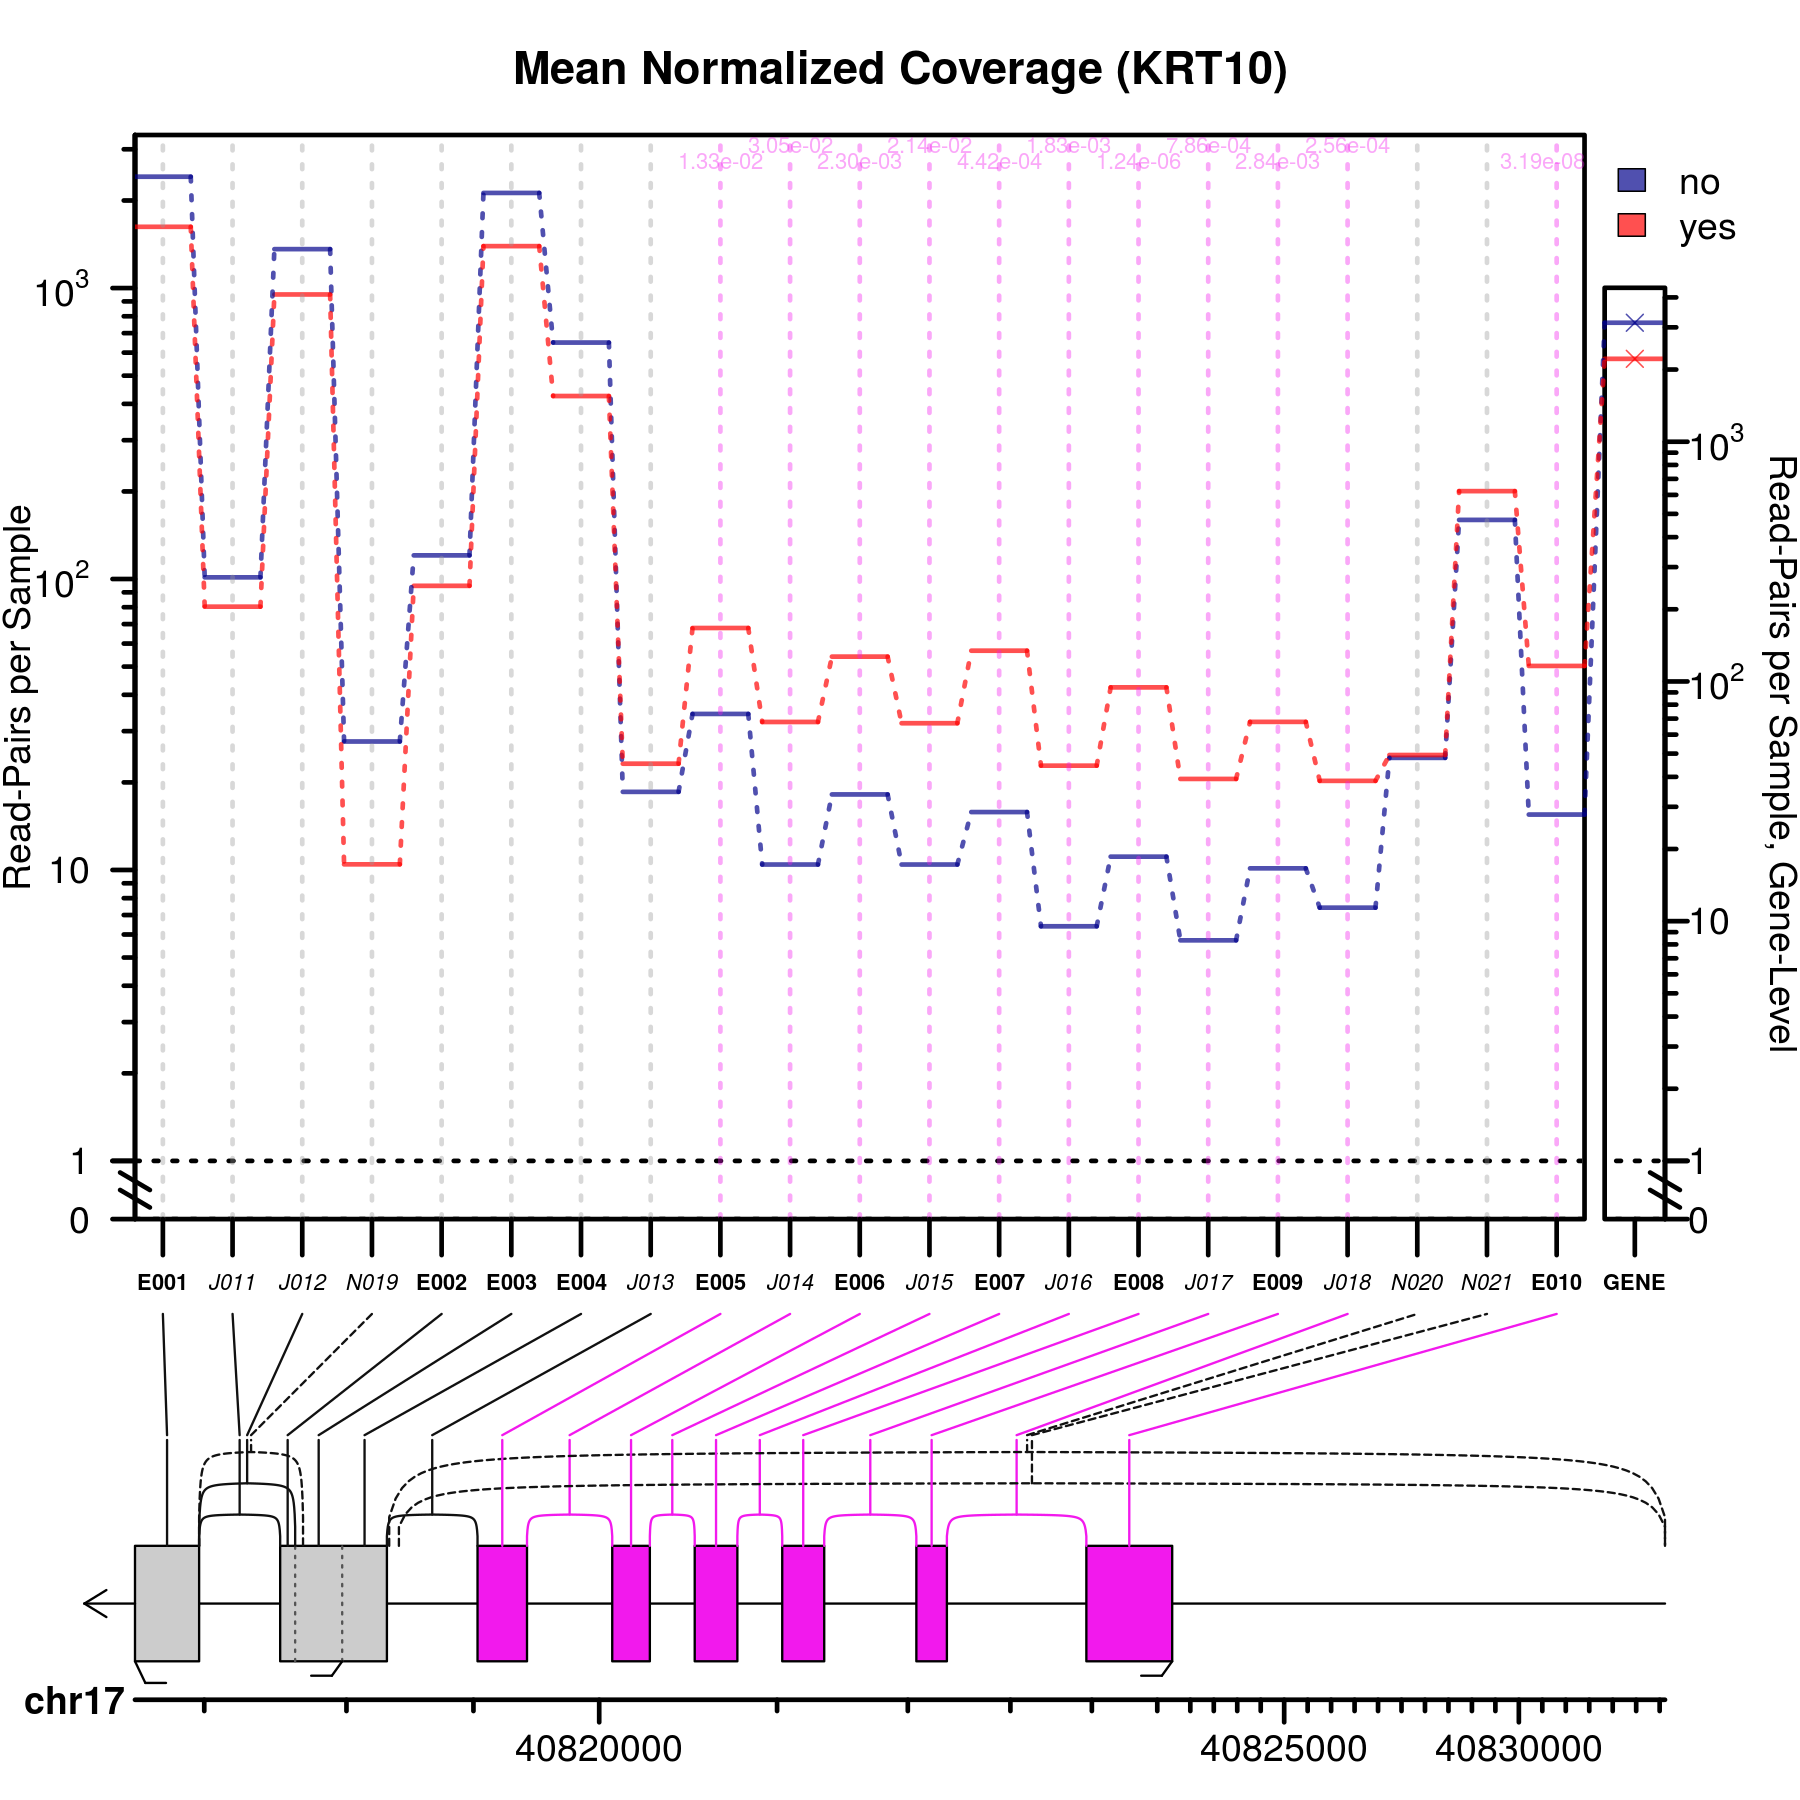 Mean Normalized Coverage (KRT10)
3.05e-02 2.14e-02 1.83e-03 7.86e-04 2.56e-04
1.33e-02 2.30e-03 4.42e-04 1.24e-06 2.84e-03 3.19e-08
no
yes
Read-Pairs per Sample
10³
10²
10
1
0
10³
10²
10
1
0
Read-Pairs per Sample, Gene-Level
E001 J011 J012 N019 E002 E003 E004 J013 E005 J014 E006 J015 E007 J016 E008 J017 E009 J018 N020 N021 E010 GENE
chr17
40820000 40825000 40830000